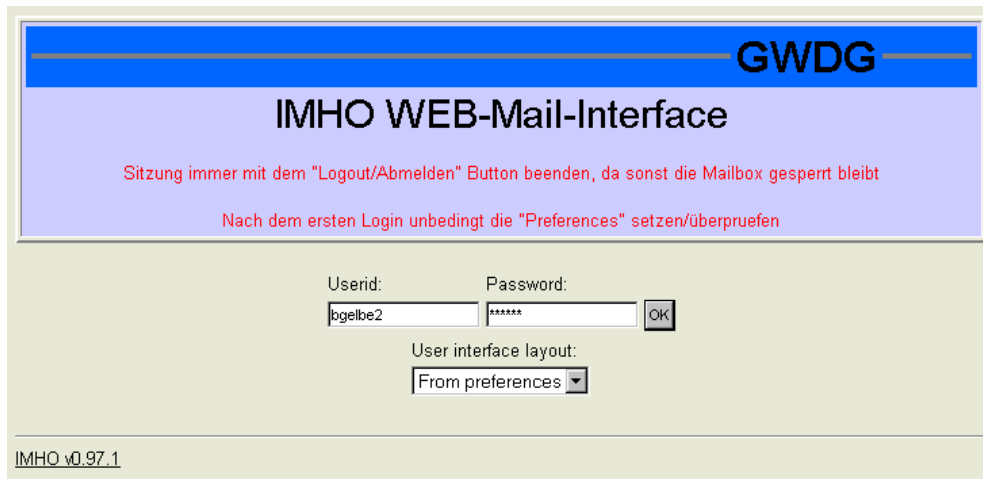 GWDG
IMHO WEB-Mail-Interface
Sitzung immer mit dem "Logout/Abmelden" Button beenden, da sonst die Mailbox gesperrt bleibt
Nach dem ersten Login unbedingt die "Preferences" setzen/überpruefen
Userid: Password:
bgelbe2 ****** OK
User interface layout:
From preferences
IMHO v0.97.1